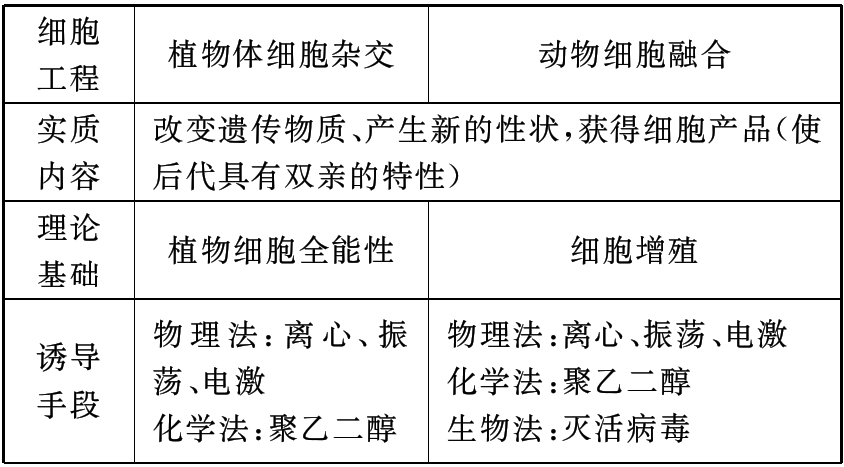 细胞
工程
植物体细胞杂交
动物细胞融合
实质
内容
改变遗传物质、产生新的性状,获得细胞产品(使
后代具有双亲的特性)
理论
基础
植物细胞全能性
细胞增殖
诱导
手段
物理法:离心、振
荡、电激
化学法:聚乙二醇
物理法:离心、振荡、电激
化学法:聚乙二醇
生物法:灭活病毒